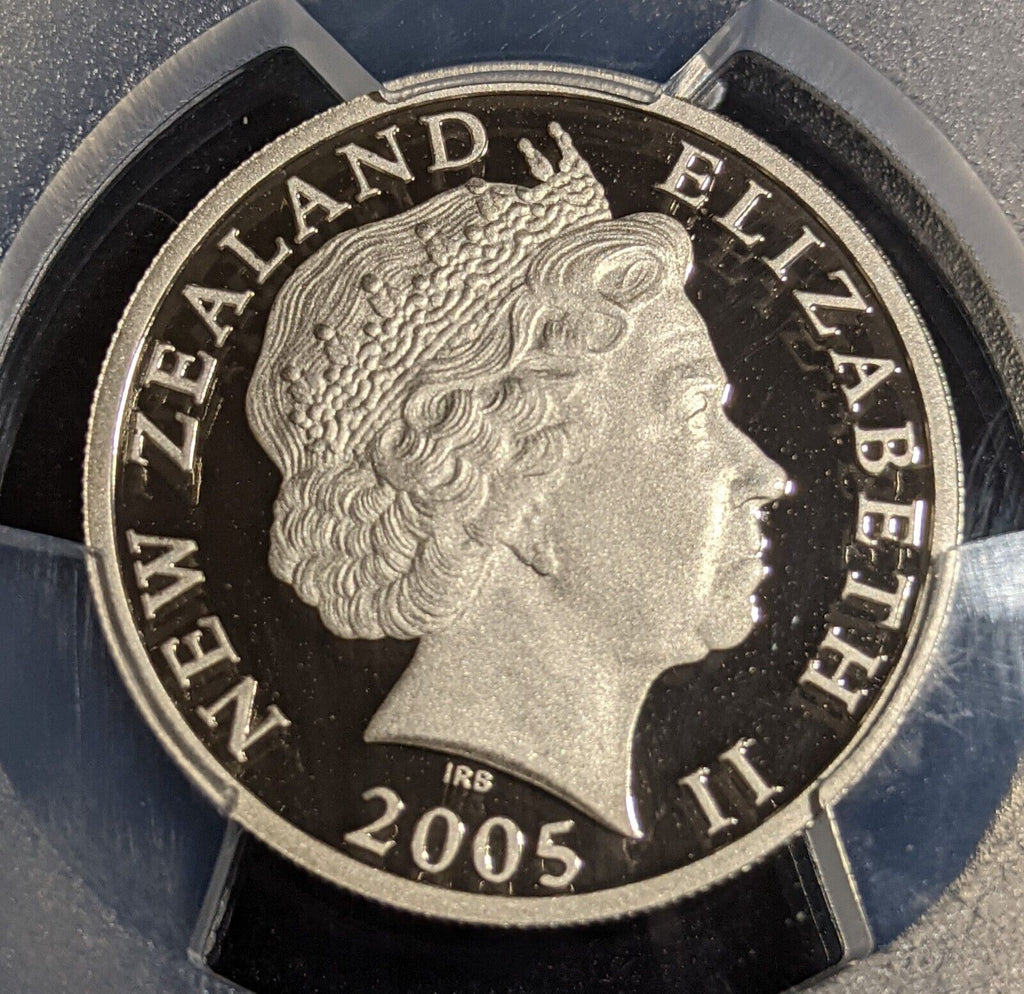 NEW ZEALAND ELIZABETH II
IRB
2005